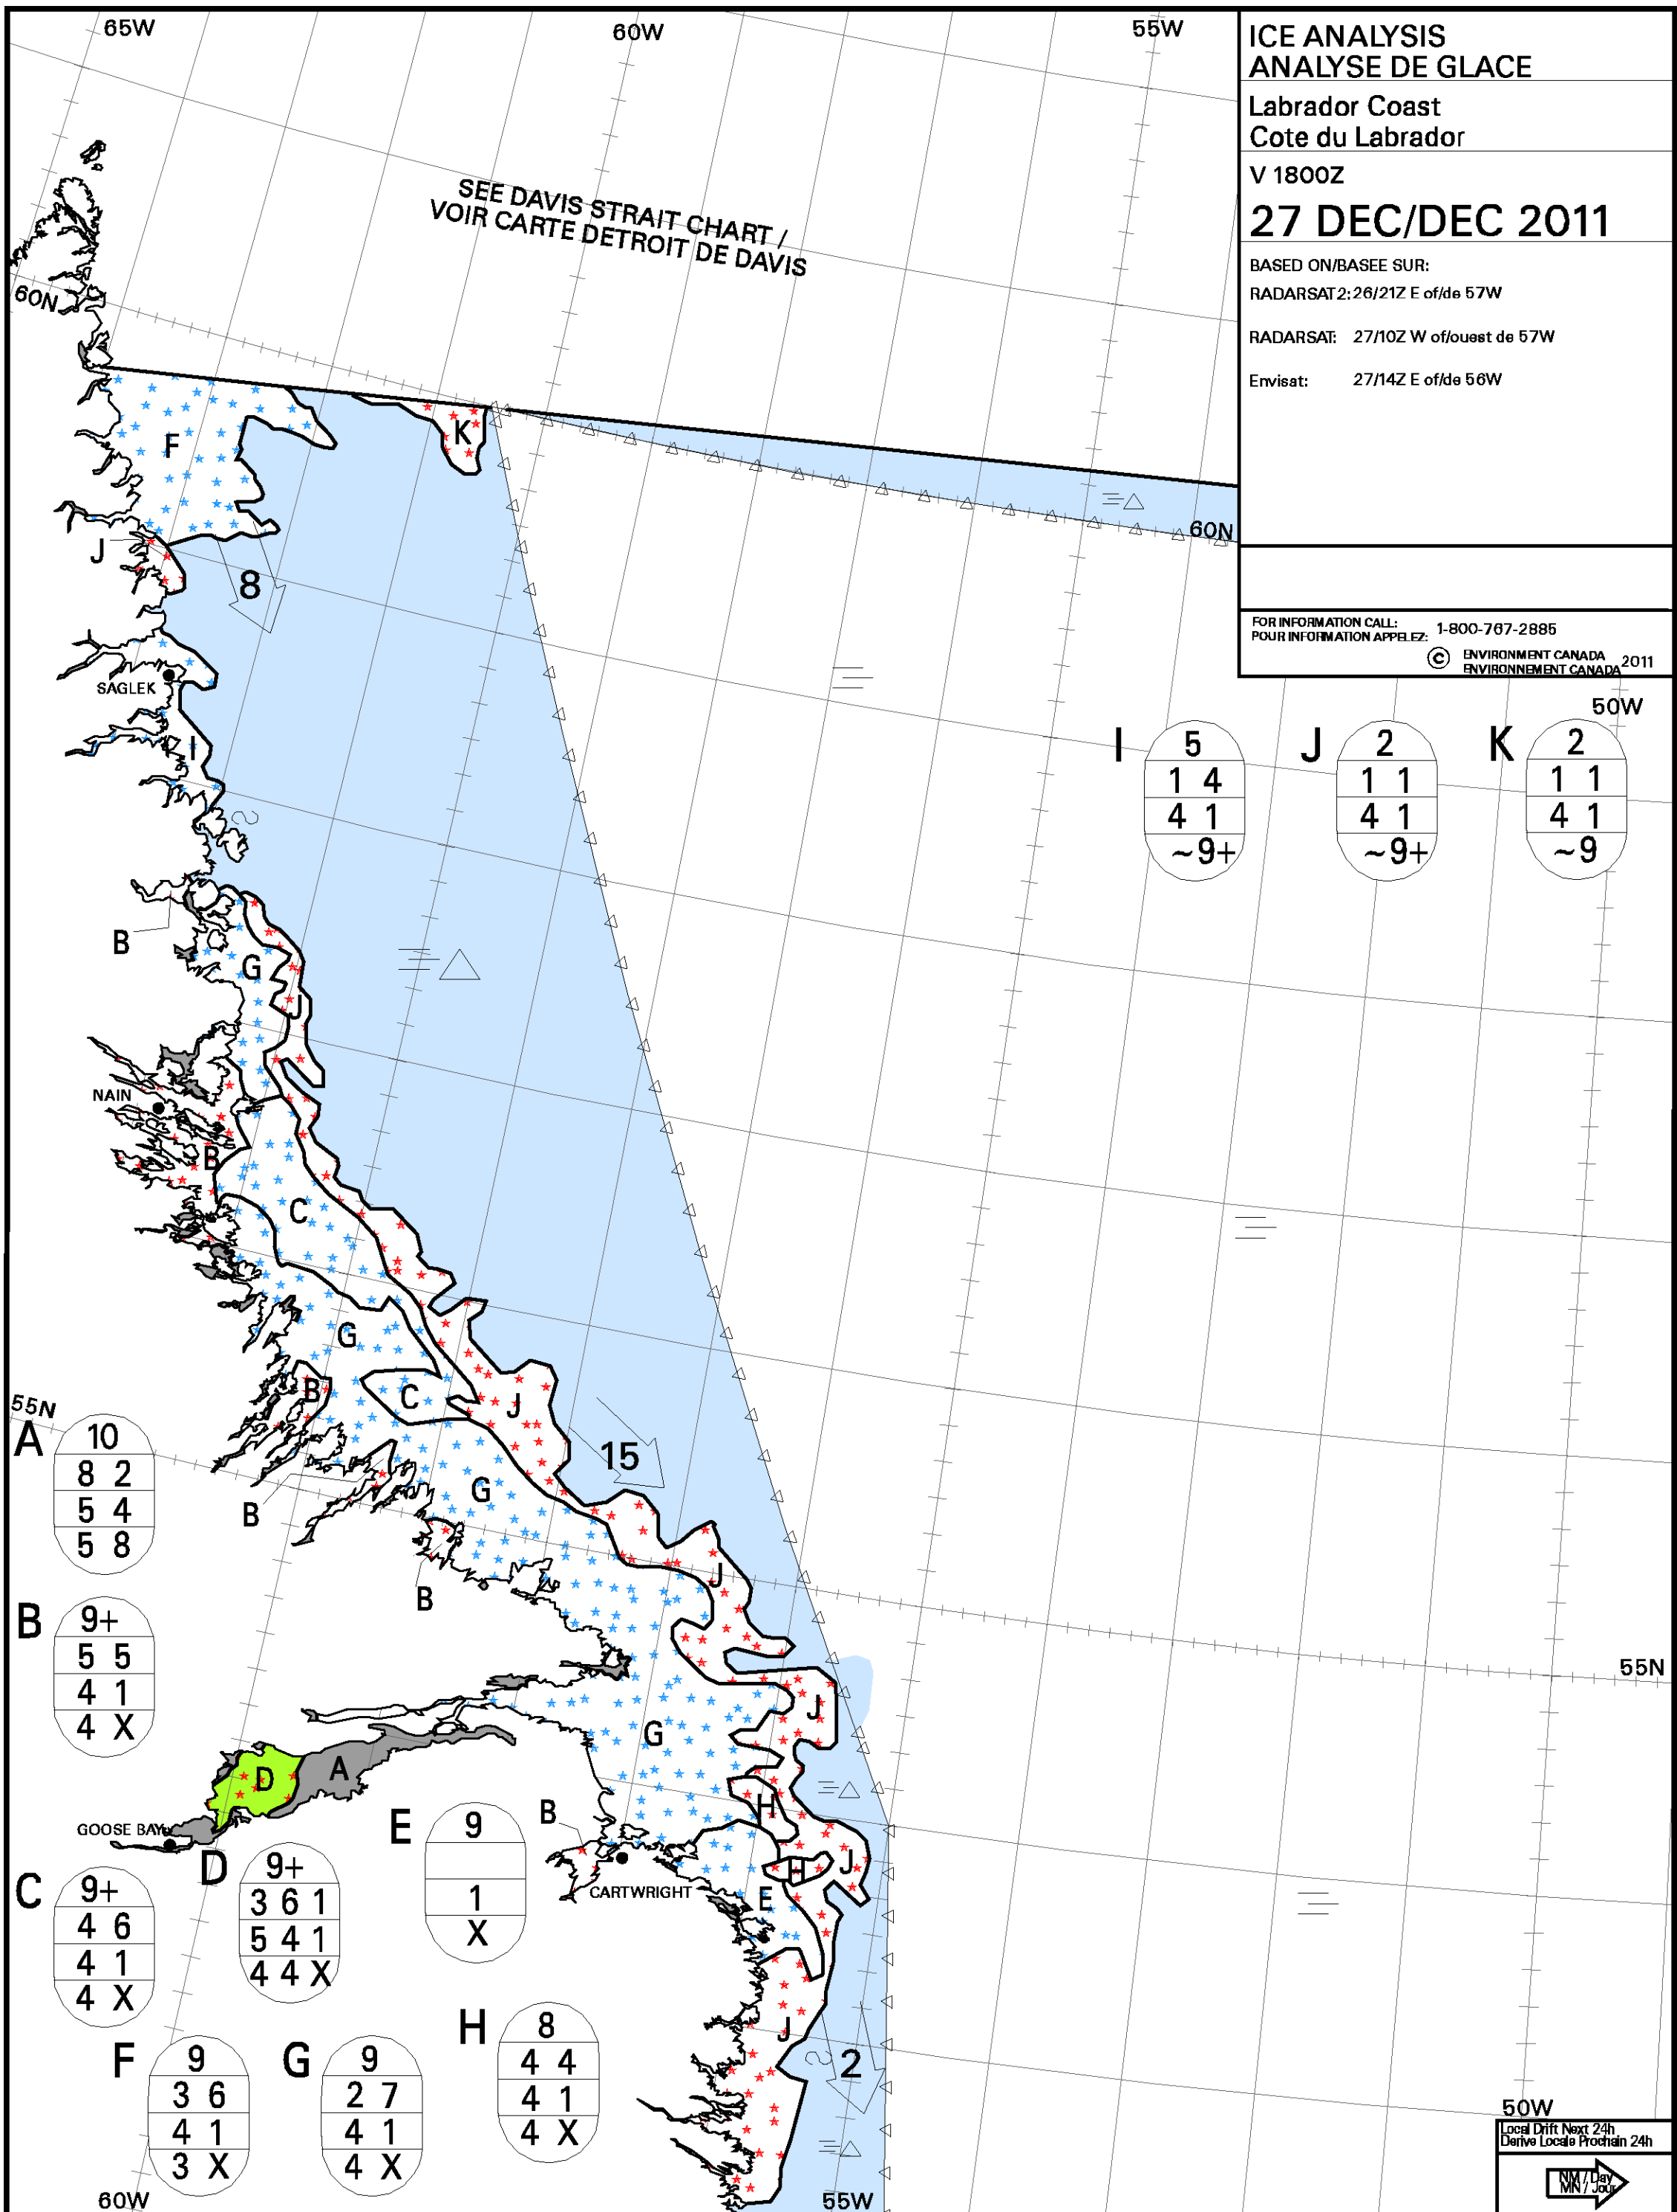 65W
60W
55W
ICE ANALYSIS
ANALYSE DE GLACE
Labrador Coast
Cote du Labrador
V 1800Z
27 DEC/DEC 2011
BASED ON/BASEE SUR:
RADARSAT2: 26/21Z E of/de 57W
RADARSAT: 27/10Z W of/ouest de 57W
Envisat: 27/14Z E of/de 56W
FOR INFORMATION CALL:
POUR INFORMATION APPELEZ: 1-800-767-2885
© ENVIRONMENT CANADA
ENVIRONNEMENT CANADA 2011
SEE DAVIS STRAIT CHART /
VOIR CARTE DETROIT DE DAVIS
60N
F
K
60N
J
8
SAGLEK
50W
I
5
1 4
4 1
~9+
J
2
1 1
4 1
~9+
K
2
1 1
4 1
~9
I
B
G
J
NAIN
B
C
G
B
C
J
55N
15
G
B
B
J
A
10
8 2
5 4
5 8
B
9+
5 5
4 1
4 X
55N
J
G
D
A
H
GOOSE BAY
B
CARTWRIGHT
H
J
E
C
9+
4 6
4 1
4 X
D
9+
3 6 1
5 4 1
4 4 X
E
9
1
X
J
2
F
9
3 6
4 1
3 X
G
9
2 7
4 1
4 X
H
8
4 4
4 1
4 X
50W
Local Drift Next 24h
Derive Locale Prochain 24h
NM / Day
MN / Jour
60W
55W